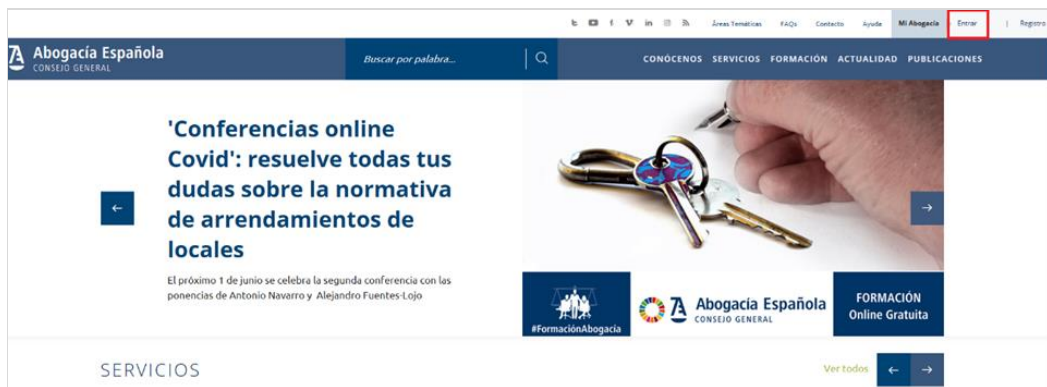 Áreas Temáticas FAQs Contacto Ayuda Mi Abogacía Entrar | Registro
Abogacía Española
CONSEJO GENERAL
Buscar por palabra...
CONÓCENOS SERVICIOS FORMACIÓN ACTUALIDAD PUBLICACIONES
'Conferencias online
Covid': resuelve todas tus
dudas sobre la normativa
de arrendamientos de
locales
El próximo 1 de junio se celebra la segunda conferencia con las
ponencias de Antonio Navarro y Alejandro Fuentes-Lojo
#FormaciónAbogacía
Abogacía Española
CONSEJO GENERAL
FORMACIÓN
Online Gratuita
SERVICIOS
Ver todos